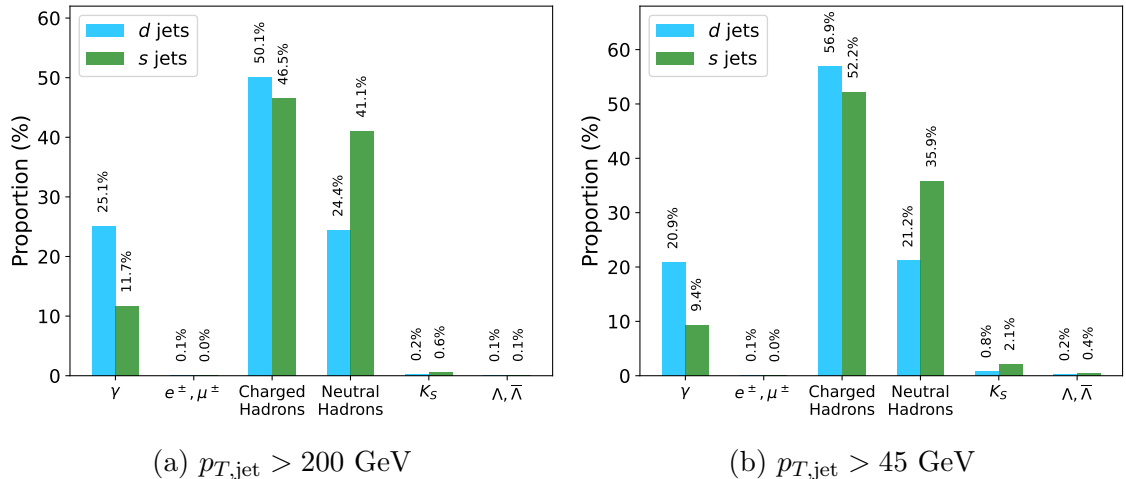 60
50
40
30
20
10
0
Proportion (%)
d jets
s jets
25.1%
11.7%
0.1%
0.0%
50.1%
46.5%
24.4%
41.1%
0.2%
0.6%
0.1%
0.1%
γ
e±, μ±
Charged
Hadrons
Neutral
Hadrons
K_S
Λ, Λ̅
(a) p_{T,jet} > 200 GeV
60
50
40
30
20
10
0
Proportion (%)
d jets
s jets
20.9%
9.4%
0.1%
0.0%
56.9%
52.2%
21.2%
35.9%
0.8%
2.1%
0.2%
0.4%
γ
e±, μ±
Charged
Hadrons
Neutral
Hadrons
K_S
Λ, Λ̅
(b) p_{T,jet} > 45 GeV